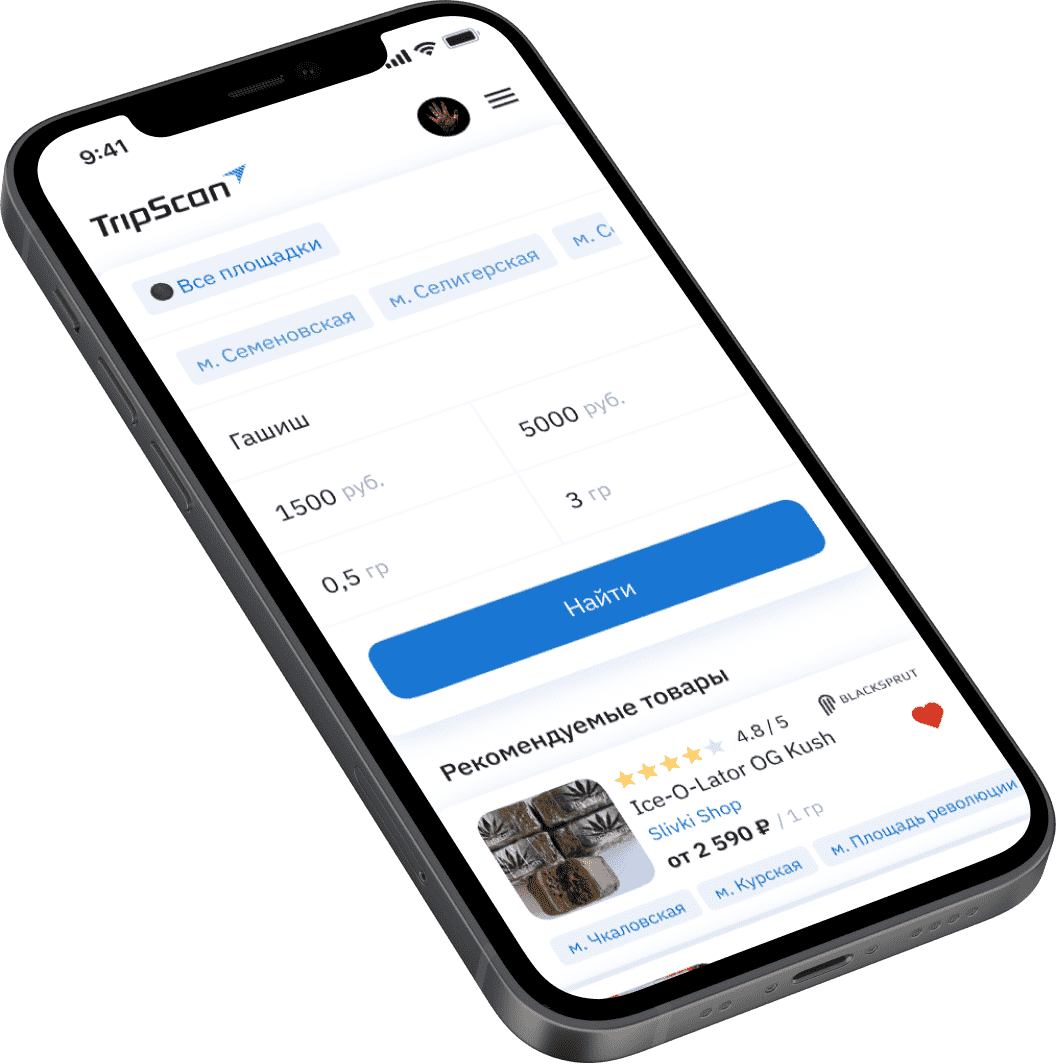 9:41
TripScan
Все площадки
м. Семеновская
м. Селигерская
м. С
Гашиш
1500 руб.
5000 руб.
0,5 гр
3 гр
Найти
Рекомендуемые товары
4.8 / 5
BLACKSPRUT
Ice-O-Lator OG Kush
Slivki Shop
от 2 590 ₽ / 1 гр
м. Чкаловская
м. Курская
м. Площадь революции